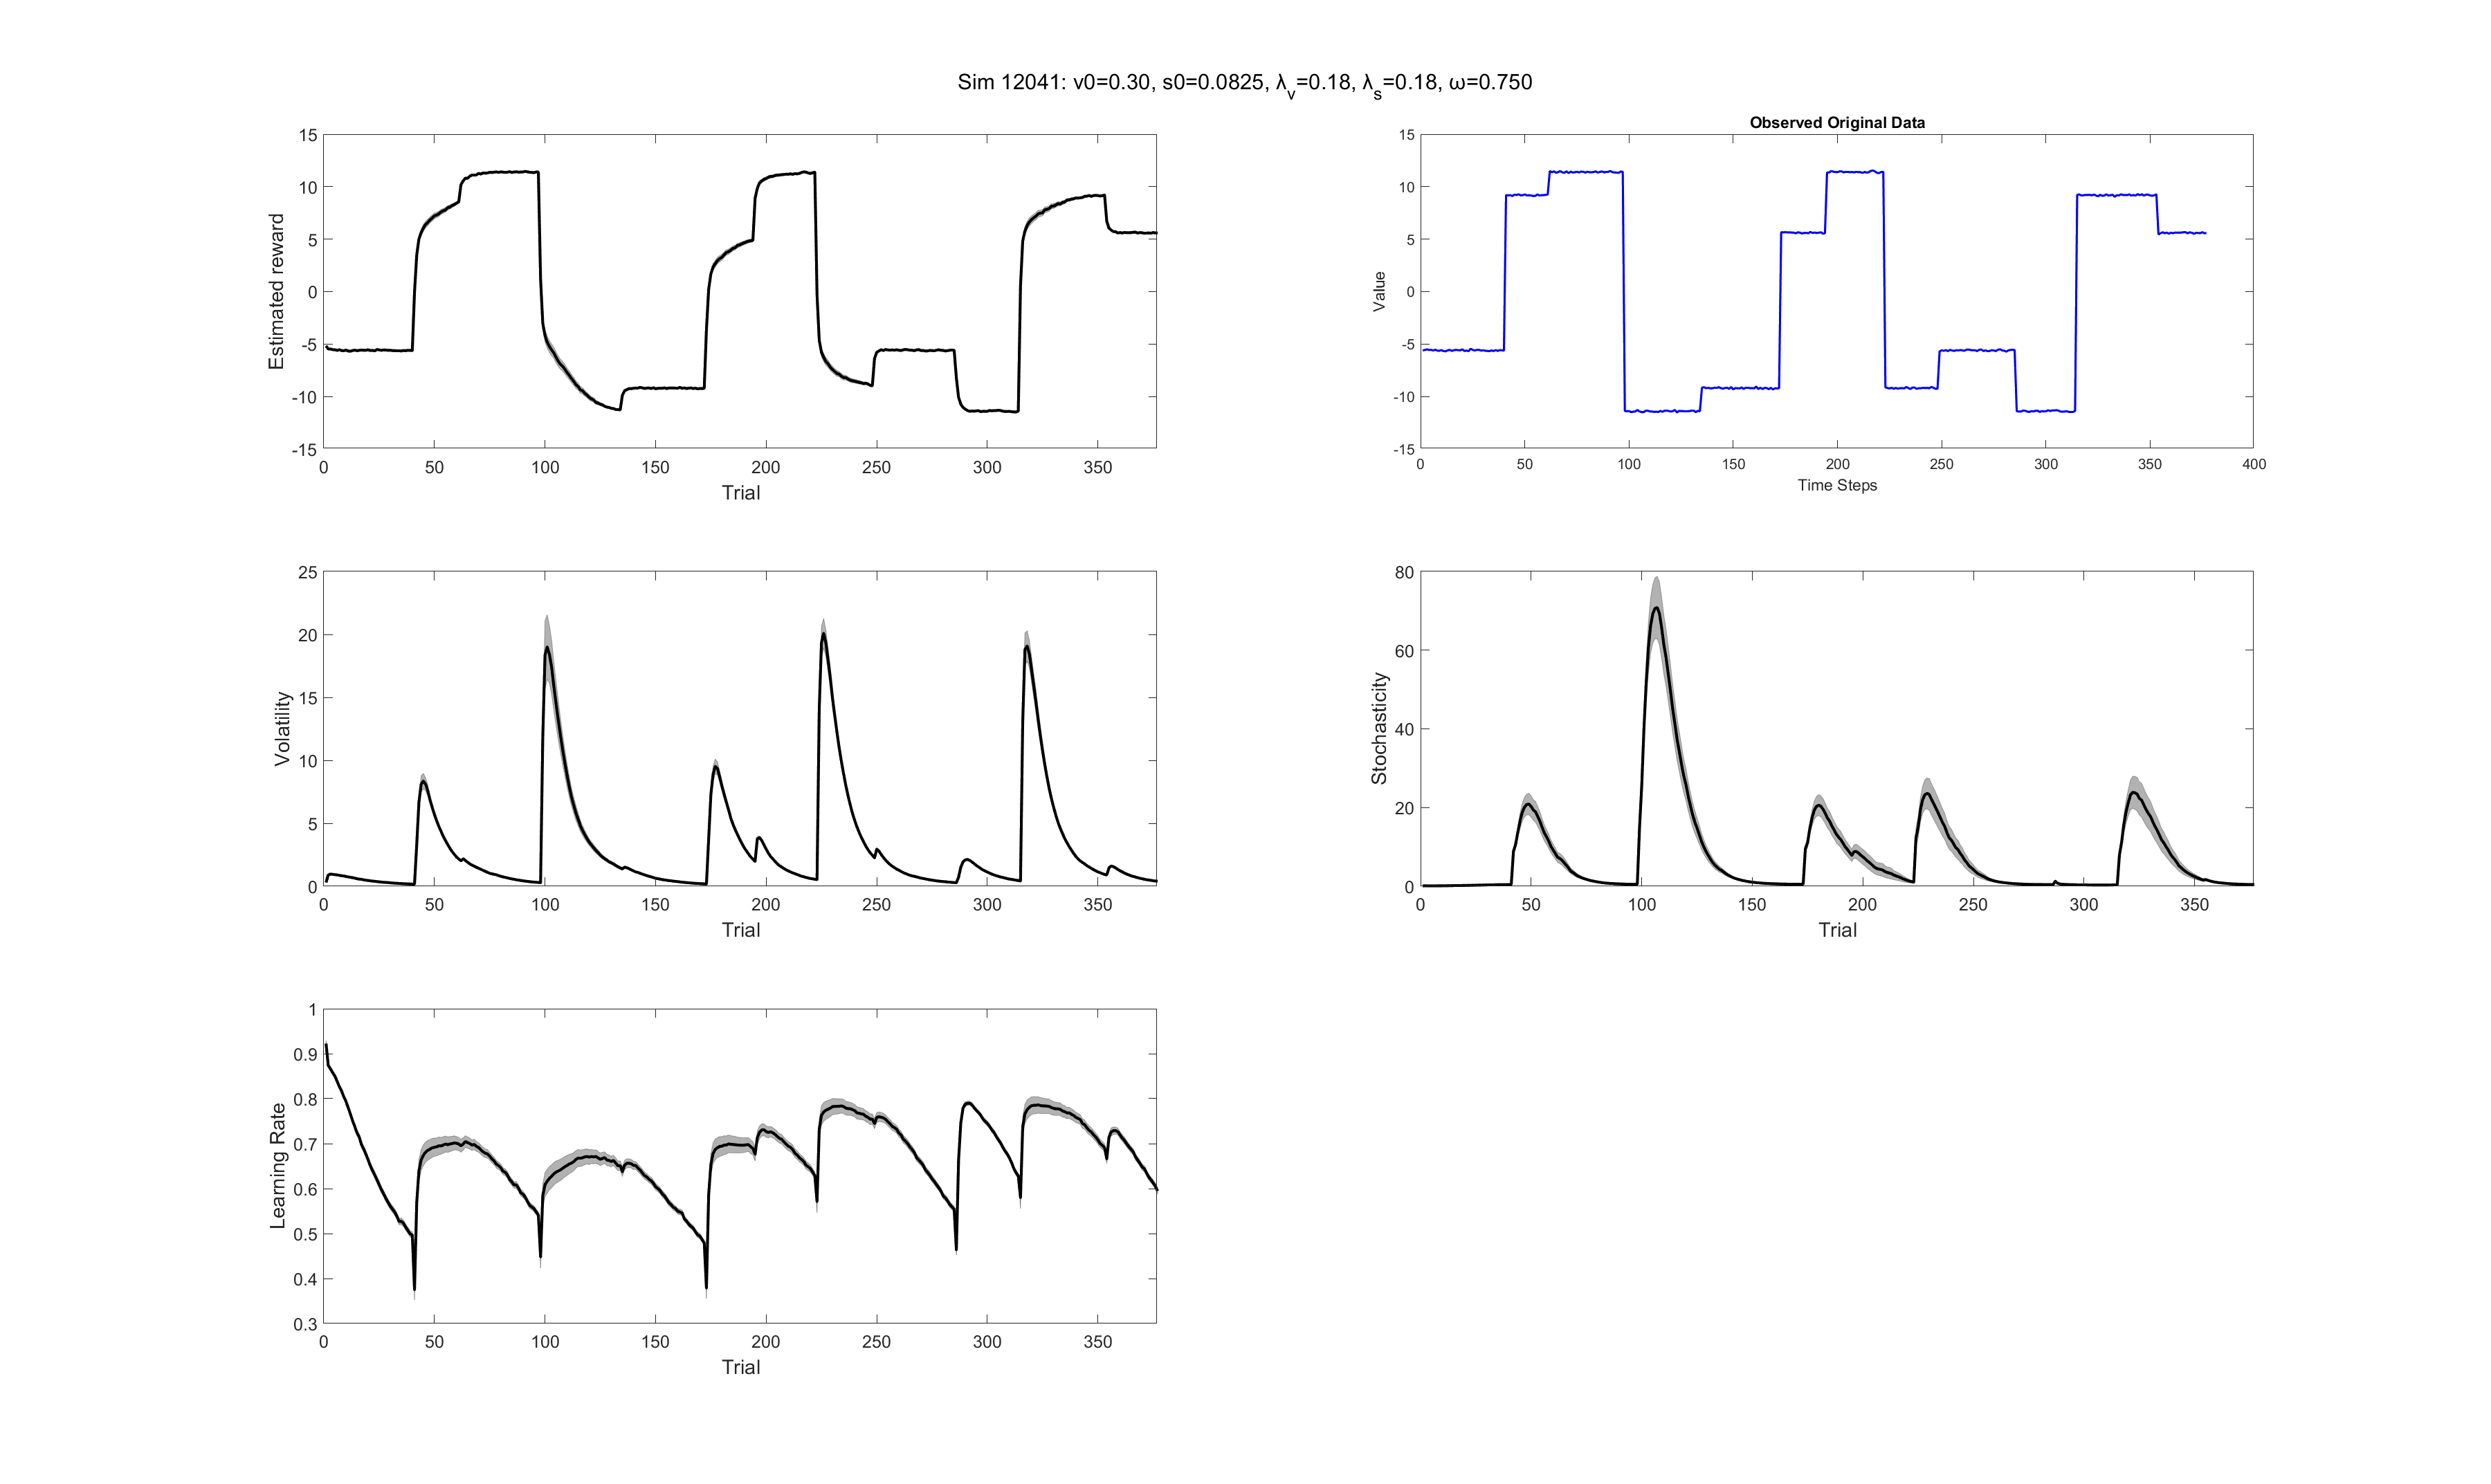 Sim 12041: v0=0.30, s0=0.0825, λv=0.18, λs=0.18, ω=0.750
15
10
5
0
-5
-10
-15
Estimated reward
0 50 100 150 200 250 300 350
Trial
Observed Original Data
15
10
5
0
-5
-10
-15
Value
0 50 100 150 200 250 300 350 400
Time Steps
25
20
15
10
5
0
Volatility
0 50 100 150 200 250 300 350
Trial
80
60
40
20
0
Stochasticity
0 50 100 150 200 250 300 350
Trial
1
0.9
0.8
0.7
0.6
0.5
0.4
0.3
Learning Rate
0 50 100 150 200 250 300 350
Trial